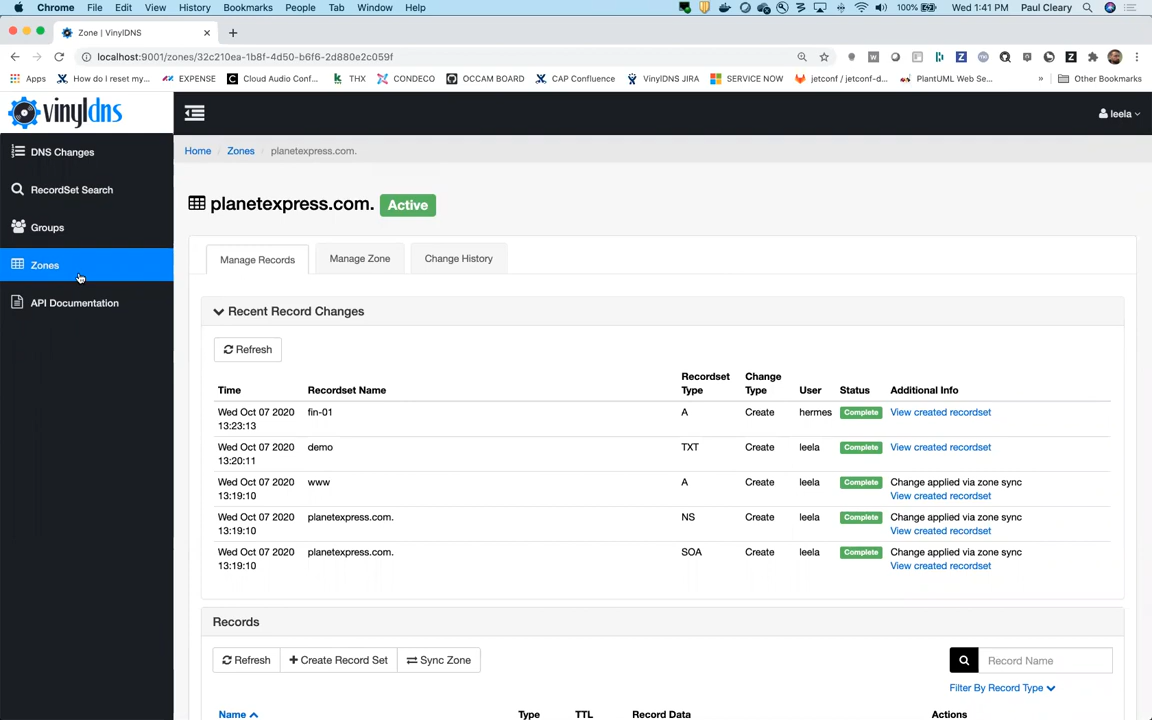 Chrome File Edit View History Bookmarks People Tab Window Help 100% Wed 1:41 PM Paul Cleary
Zone | VinylDNS
localhost:9001/zones/32c210ea-1b8f-4d50-b6f6-2d880e2c059f
Apps How do I reset my... EXPENSE Cloud Audio Conf... THX CONDECO OCCAM BOARD CAP Confluence VinylDNS JIRA SERVICE NOW jetconf / jetconf-d... PlantUML Web Se... » Other Bookmarks
vinyldns
leela
DNS Changes
RecordSet Search
Groups
Zones
API Documentation
Home / Zones / planetexpress.com.
planetexpress.com. Active
Manage Records Manage Zone Change History
Recent Record Changes
Refresh
Time Recordset Name Recordset Type Change Type User Status Additional Info
Wed Oct 07 2020 13:23:13 fin-01 A Create hermes Complete View created recordset
Wed Oct 07 2020 13:20:11 demo TXT Create leela Complete View created recordset
Wed Oct 07 2020 13:19:10 www A Create leela Complete Change applied via zone sync View created recordset
Wed Oct 07 2020 13:19:10 planetexpress.com. NS Create leela Complete Change applied via zone sync View created recordset
Wed Oct 07 2020 13:19:10 planetexpress.com. SOA Create leela Complete Change applied via zone sync View created recordset
Records
Refresh Create Record Set Sync Zone Record Name
Filter By Record Type
Name Type TTL Record Data Actions